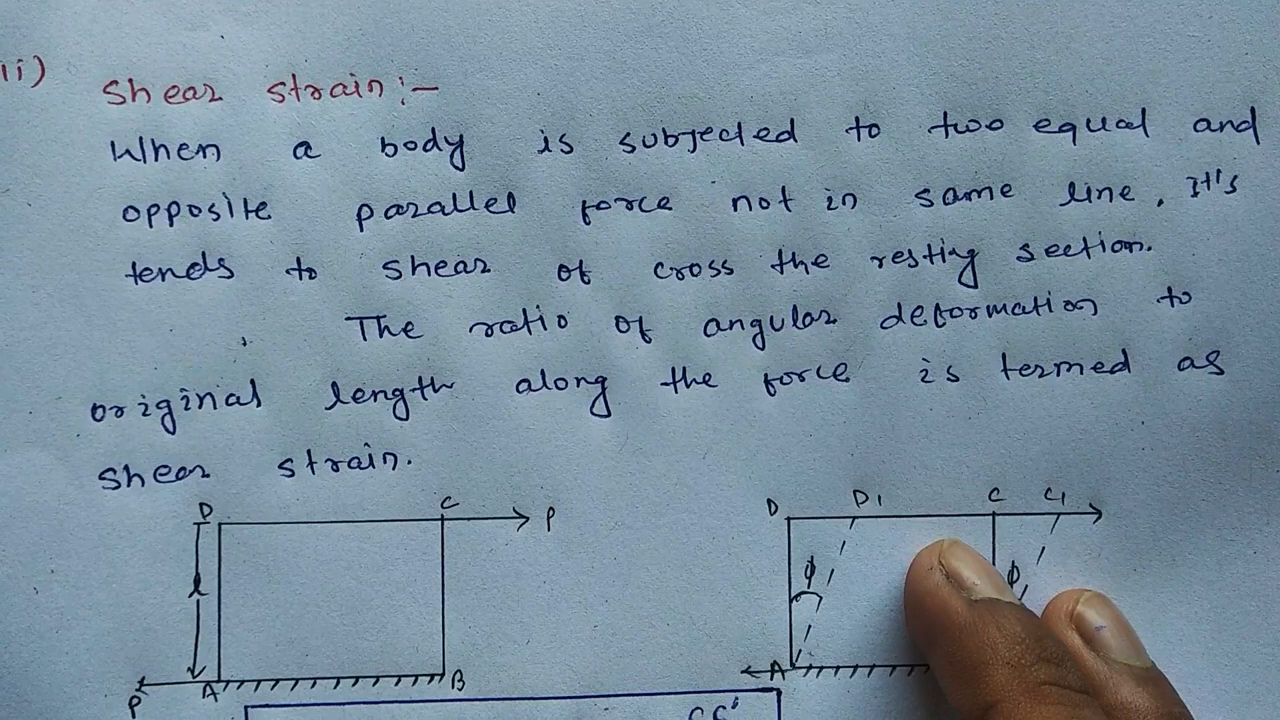 ii) Shear strain :-
When a body is subjected to two equal and
opposite parallel force not in same line. It's
tends to shear of cross the resting section.
The ratio of angular deformation to
original length along the force is termed as
shear strain.
D C P D D1 C C1
l ϕ ϕ
P A B A
CC'